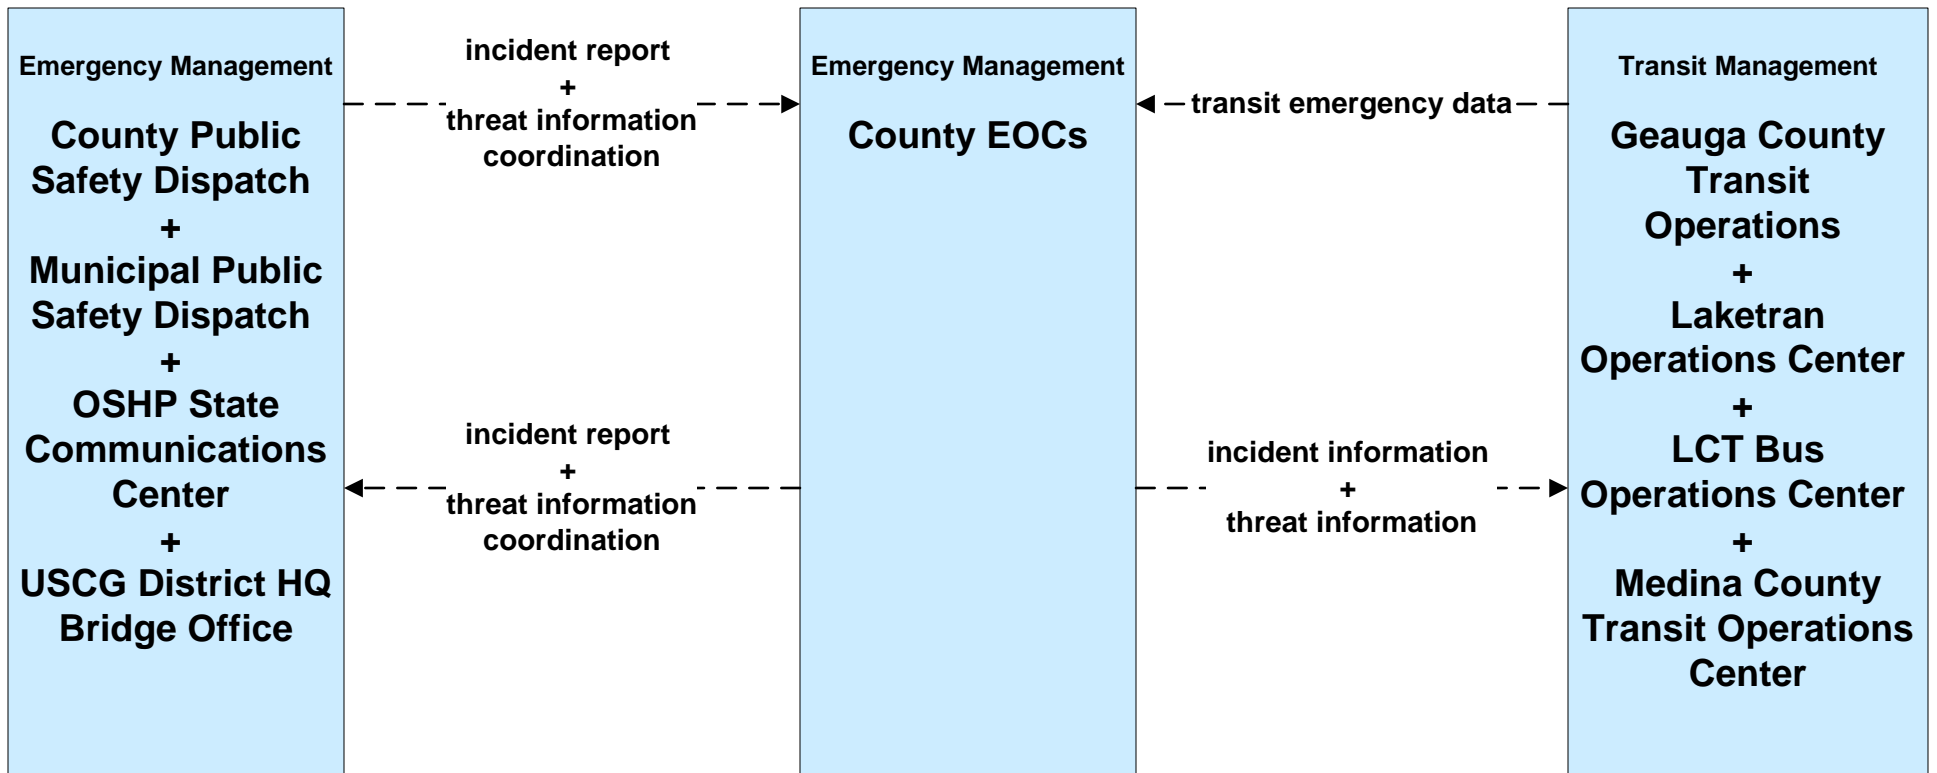 Emergency Management
County Public
Safety Dispatch
+
Municipal Public
Safety Dispatch
+
OSHP State
Communications
Center
+
USCG District HQ
Bridge Office
incident report
+
threat information
coordination
incident report
+
threat information
coordination
Emergency Management
County EOCs
transit emergency data
incident information
+
threat information
Transit Management
Geauga County
Transit
Operations
+
Laketran
Operations Center
+
LCT Bus
Operations Center
+
Medina County
Transit Operations
Center